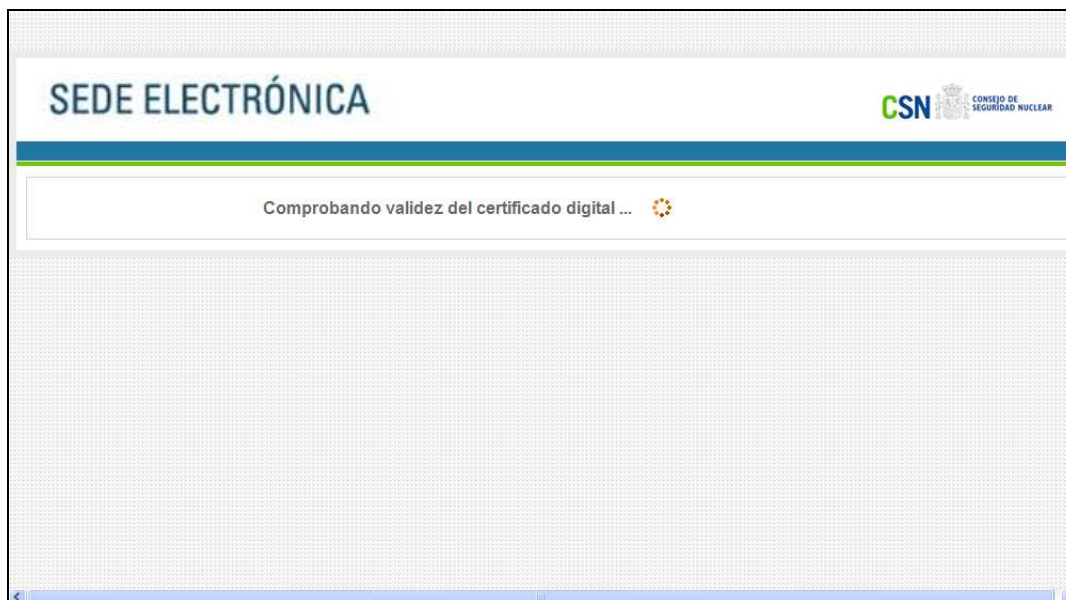 SEDE ELECTRÓNICA
CSN
CONSEJO DE
SEGURIDAD NUCLEAR
Comprobando validez del certificado digital ...